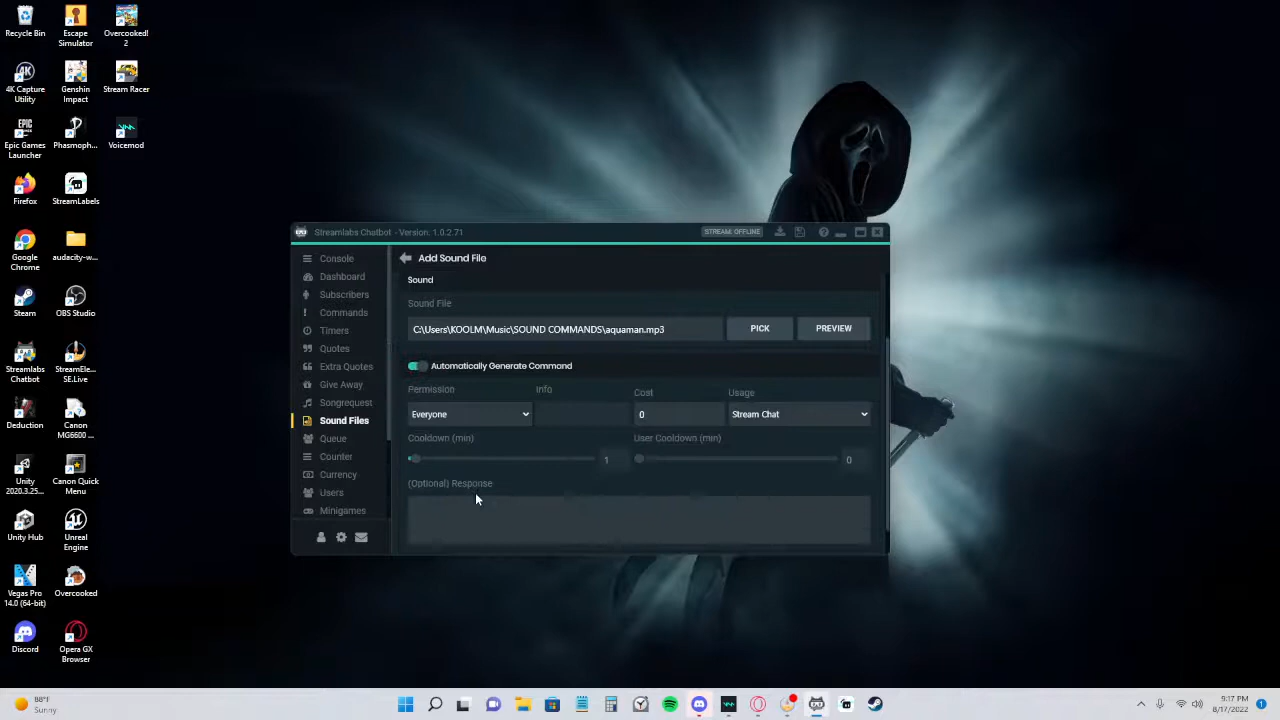 Recycle Bin
Escape
Simulator
Overcooked!
2
4K Capture
Utility
Genshin
Impact
Stream Racer
EPIC
GAMES
Epic Games
Launcher
Phasmoph...
Voicemod
Firefox
StreamLabels
Google
Chrome
audacity-w...
Steam
OBS Studio
Streamlabs
Chatbot
StreamEle...
SE.Live
Deduction
Canon
MG6600 ...
Unity
2020.3.25...
Canon Quick
Menu
Unity Hub
Unreal
Engine
Vegas Pro
14.0 (64-bit)
Overcooked
Discord
Opera GX
Browser
Streamlabs Chatbot - Version: 1.0.2.71
STREAM: OFFLINE
Console
Dashboard
Subscribers
Commands
Timers
Quotes
Extra Quotes
Give Away
Songrequest
Sound Files
Queue
Counter
Currency
Users
Minigames
Add Sound File
Sound
Sound File
C:\Users\KOOLM\Music\SOUND COMMANDS\aquaman.mp3
PICK
PREVIEW
Automatically Generate Command
Permission
Info
Cost
Usage
Everyone
0
Stream Chat
Cooldown (min)
User Cooldown (min)
1
0
(Optional) Response
88°F
Sunny
9:17 PM
8/17/2022
1